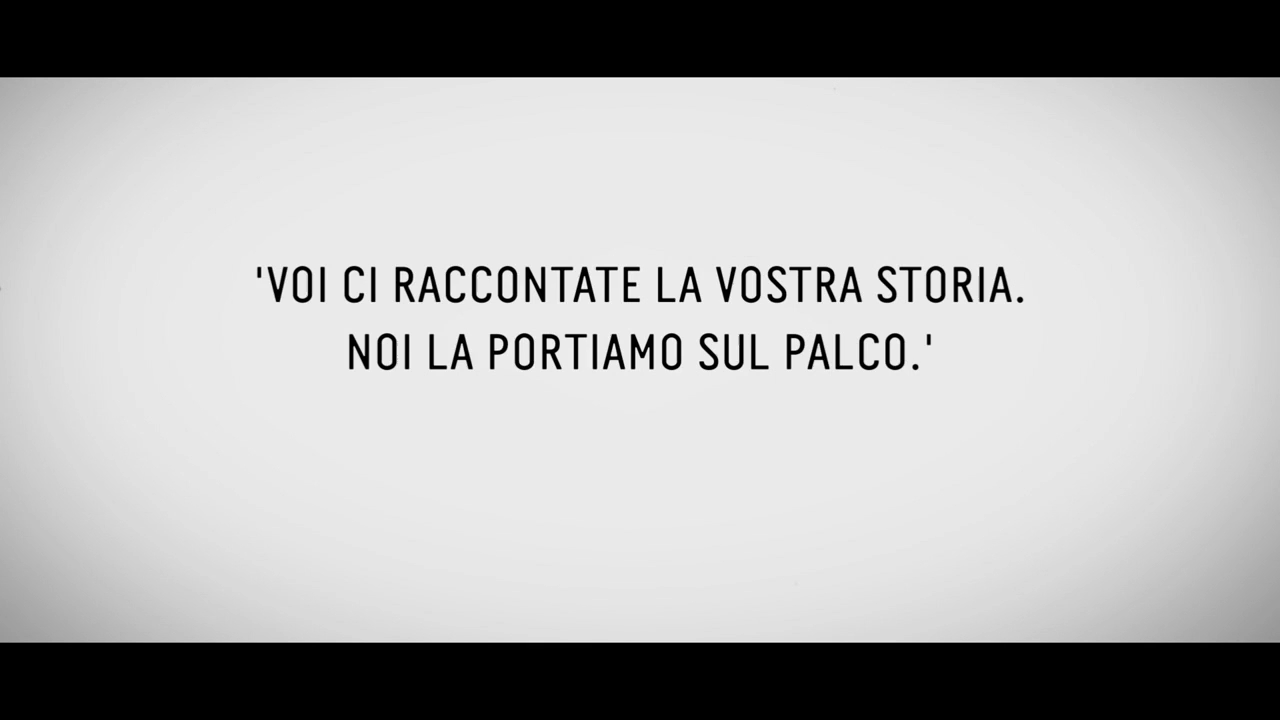 'VOI CI RACCONTATE LA VOSTRA STORIA.
NOI LA PORTIAMO SUL PALCO.'